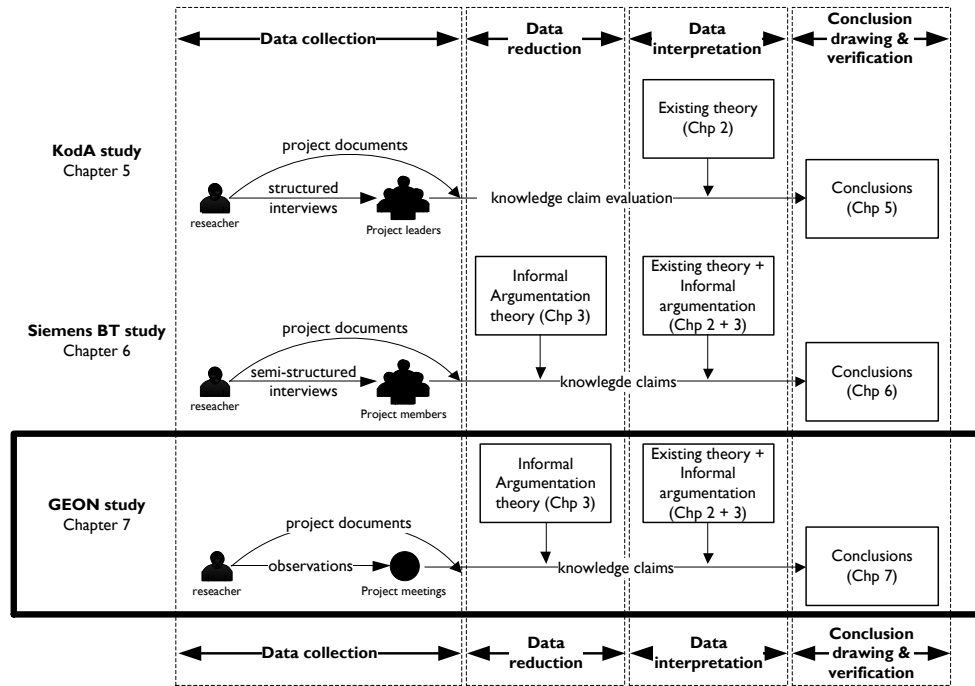 Data collection
Data
reduction
Data
interpretation
Conclusion
drawing &
verification
KodA study
Chapter 5
project documents
structured
interviews
reseacher
Project leaders
knowledge claim evaluation
Existing theory
(Chp 2)
Conclusions
(Chp 5)
Siemens BT study
Chapter 6
project documents
semi-structured
interviews
reseacher
Project members
Informal
Argumentation
theory (Chp 3)
Existing theory +
Informal
argumentation
(Chp 2 + 3)
knowlegde claims
Conclusions
(Chp 6)
GEON study
Chapter 7
project documents
observations
reseacher
Project meetings
Informal
Argumentation
theory (Chp 3)
Existing theory +
Informal
argumentation
(Chp 2 + 3)
knowledge claims
Conclusions
(Chp 7)
Data collection
Data
reduction
Data
interpretation
Conclusion
drawing &
verification